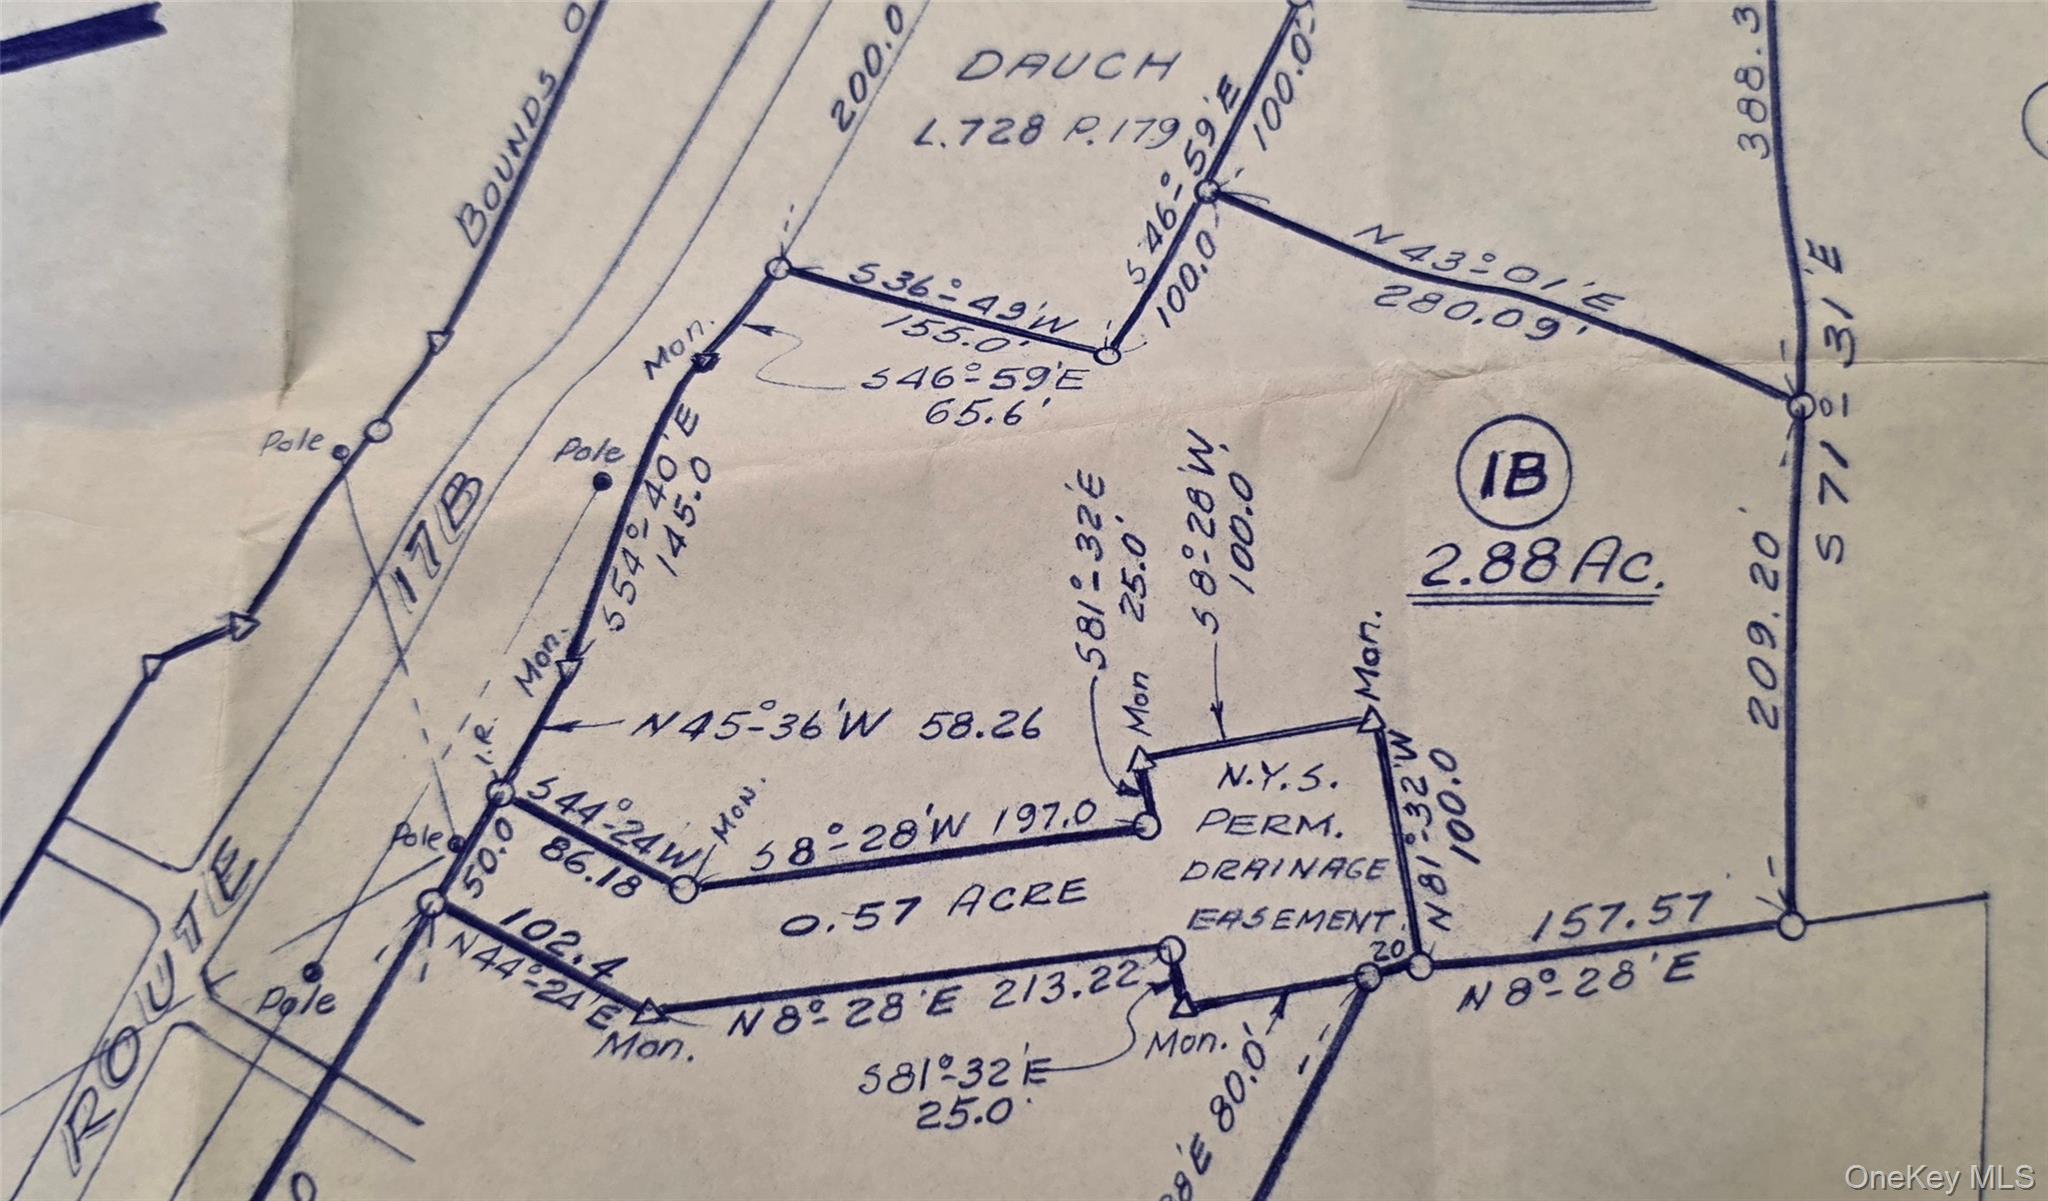 BOUNDS
200.0
DAUCH
L.728 P.179
S46°-59'E
100.0
388.3
S46°-59'E
100.0
N43°-01'E
280.09'
S36°-49'W
155.0'
Mon.
S46°-59'E
65.6'
S71°-31'E
209.20'
Pole
Pole
ROUTE 17B
S54°-40'E
145.0
1B
2.88 Ac.
S81°-32'E
25.0'
S8°-28'W
100.0'
Mon.
Mon
Mon.
N45°-36'W 58.26
I.R.
S44°-24'W
86.18
Mon.
S8°-28'W 197.0
N.Y.S.
PERM.
DRAINAGE
EASEMENT
N81°-32'W
100.0
Pole
50.0
0.57 ACRE
102.4
N44°-24'E
Mon.
N8°-28'E 213.22
20
157.57
N8°-28'E
Pole
S81°-32'E
25.0'
Mon.
8'E 80.0'
0
OneKey MLS